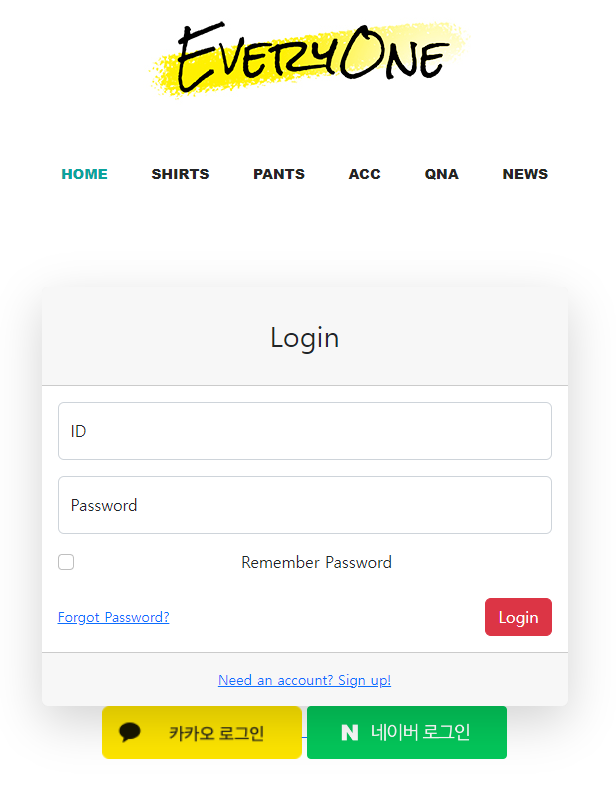 EVERYONE
HOME SHIRTS PANTS ACC QNA NEWS
Login
ID
Password
Remember Password
Forgot Password? Login
Need an account? Sign up!
카카오 로그인 N 네이버 로그인